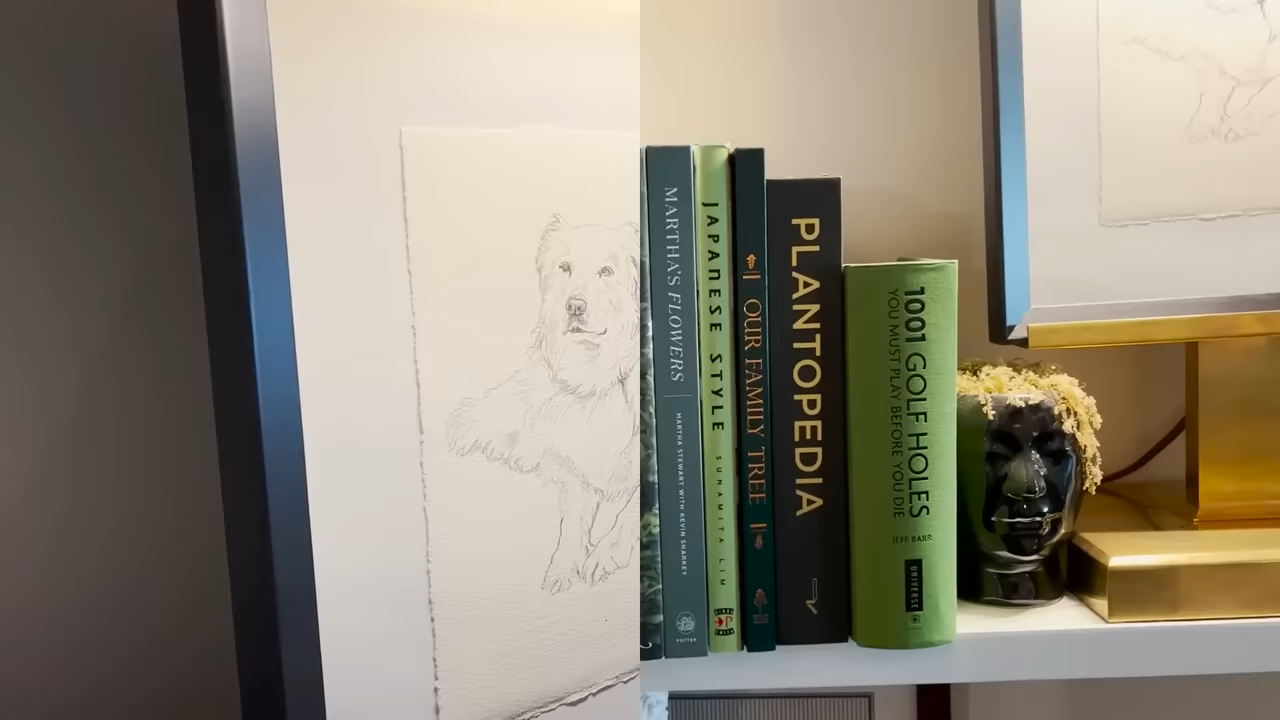 MARTHA'S FLOWERS
MARTHA STEWART WITH KEVIN SHARKEY
POTTER
JAPANESE STYLE
SUNAMITA LIM
OUR FAMILY TREE
PLANTOPEDIA
1001 GOLF HOLES
YOU MUST PLAY BEFORE YOU DIE
JEFF BARR
UNIVERSE